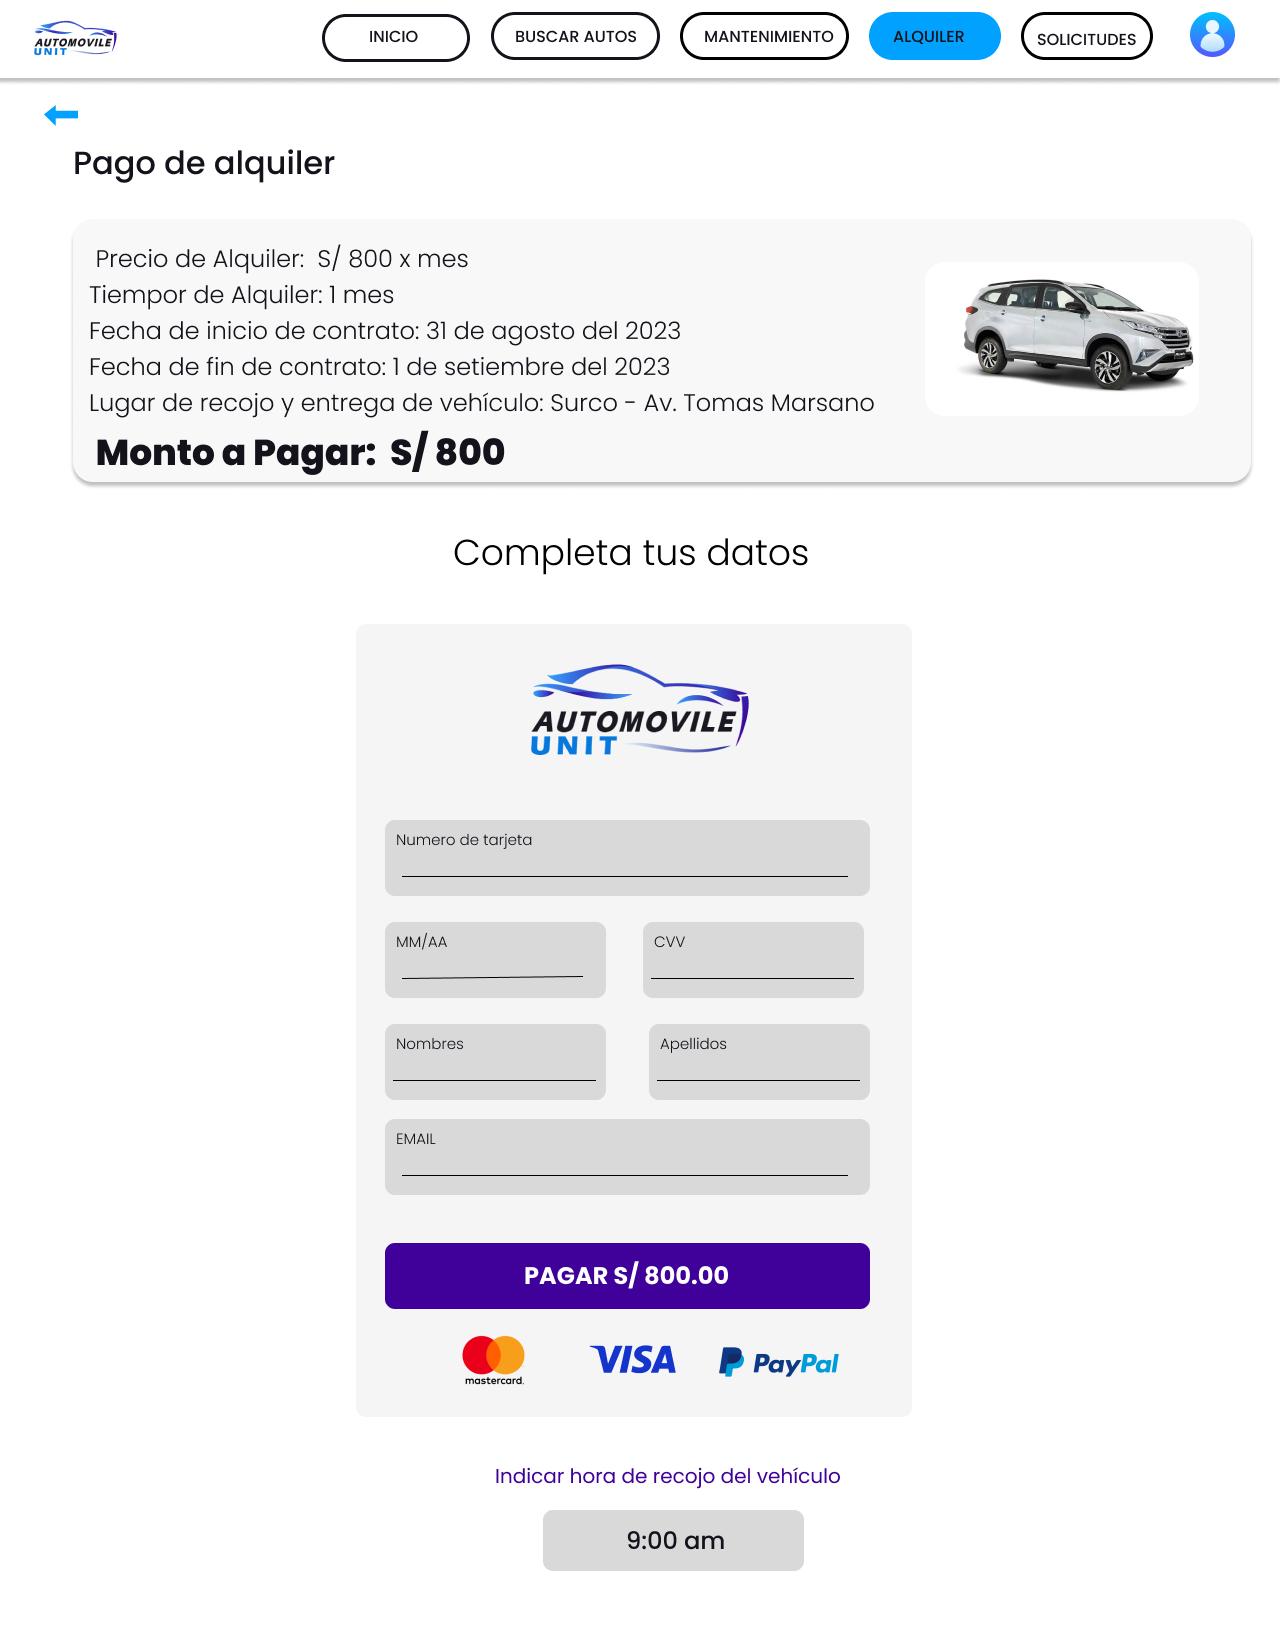 AUTOMOVILE
UNIT
INICIO
BUSCAR AUTOS
MANTENIMIENTO
ALQUILER
SOLICITUDES
Pago de alquiler
Precio de Alquiler: S/ 800 x mes
Tiempor de Alquiler: 1 mes
Fecha de inicio de contrato: 31 de agosto del 2023
Fecha de fin de contrato: 1 de setiembre del 2023
Lugar de recojo y entrega de vehículo: Surco - Av. Tomas Marsano
Monto a Pagar: S/ 800
Completa tus datos
AUTOMOVILE
UNIT
Numero de tarjeta
MM/AA
CVV
Nombres
Apellidos
EMAIL
PAGAR S/ 800.00
mastercard.
VISA
PayPal
Indicar hora de recojo del vehículo
9:00 am